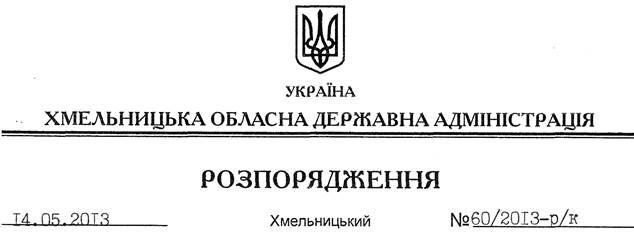 УКРАЇНА
ХМЕЛЬНИЦЬКА ОБЛАСНА ДЕРЖАВНА АДМІНІСТРАЦІЯ
РОЗПОРЯДЖЕННЯ
14.05.2013 Хмельницький №60/2013-р/к